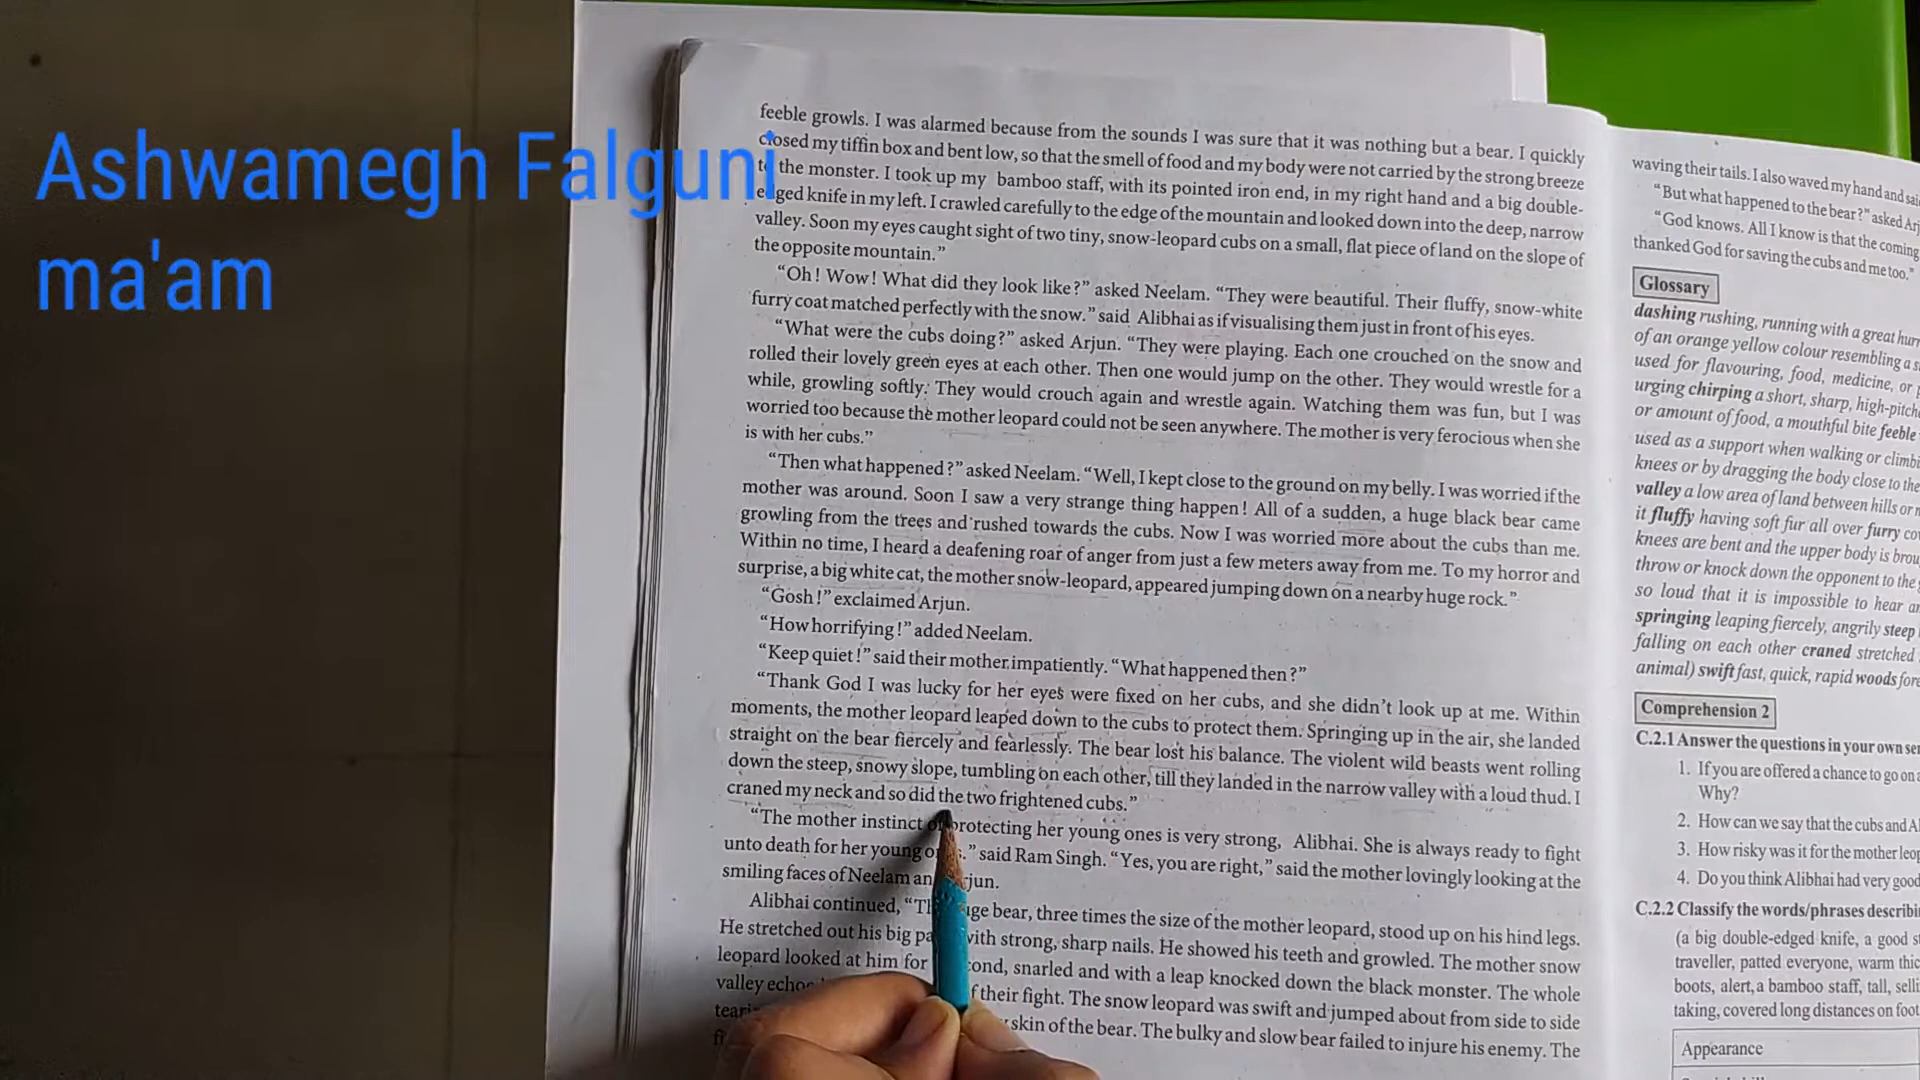 Ashwamegh Falguni
ma'am
feeble growls. I was alarmed because from the sounds I was sure that it was nothing but a bear. I quickly
closed my tiffin box and bent low, so that the smell of food and my body were not carried by the strong breeze
to the monster. I took up my bamboo staff, with its pointed iron end, in my right hand and a big double-
edged knife in my left. I crawled carefully to the edge of the mountain and looked down into the deep, narrow
valley. Soon my eyes caught sight of two tiny, snow-leopard cubs on a small, flat piece of land on the slope of
the opposite mountain.”
“Oh! Wow! What did they look like?” asked Neelam. “They were beautiful. Their fluffy, snow-white
furry coat matched perfectly with the snow.” said Alibhai as if visualising them just in front of his eyes.
“What were the cubs doing?” asked Arjun. “They were playing. Each one crouched on the snow and
rolled their lovely green eyes at each other. Then one would jump on the other. They would wrestle for a
while, growling softly. They would crouch again and wrestle again. Watching them was fun, but I was
worried too because the mother leopard could not be seen anywhere. The mother is very ferocious when she
is with her cubs.”
“Then what happened?” asked Neelam. “Well, I kept close to the ground on my belly. I was worried if the
mother was around. Soon I saw a very strange thing happen! All of a sudden, a huge black bear came
growling from the trees and rushed towards the cubs. Now I was worried more about the cubs than me.
Within no time, I heard a deafening roar of anger from just a few meters away from me. To my horror and
surprise, a big white cat, the mother snow-leopard, appeared jumping down on a nearby huge rock.”
“Gosh!” exclaimed Arjun.
“How horrifying!” added Neelam.
“Keep quiet!” said their mother impatiently. “What happened then?”
“Thank God I was lucky for her eyes were fixed on her cubs, and she didn't look up at me. Within
moments, the mother leopard leaped down to the cubs to protect them. Springing up in the air, she landed
straight on the bear fiercely and fearlessly. The bear lost his balance. The violent wild beasts went rolling
down the steep, snowy slope, tumbling on each other, till they landed in the narrow valley with a loud thud. I
craned my neck and so did the two frightened cubs.”
“The mother instinct of protecting her young ones is very strong, Alibhai. She is always ready to fight
unto death for her young said Ram Singh. “Yes, you are right,” said the mother lovingly looking at the
smiling faces of Neelam
Alibhai continued, bear, three times the size of the mother leopard, stood up on his hind legs.
He stretched out his big with strong, sharp nails. He showed his teeth and growled. The mother snow
leopard looked at him for snarled and with a leap knocked down the black monster. The whole
valley of their fight. The snow leopard was swift and jumped about from side to side
skin of the bear. The bulky and slow bear failed to injure his enemy. The
waving their tails. I also waved my hand and
“But what happened to the bear?” asked
“God knows. All I know is that the coming
thanked God for saving the cubs and me too.”
Glossary
dashing rushing, running with a great
of an orange yellow colour resembling a
used for flavouring, food, medicine, or
urging chirping a short, sharp,
or amount of food, a mouthful bite feeble
used as a support when walking or
knees or by dragging the body close to the
valley a low area of land between hills or
it fluffy having soft fur all over furry
knees are bent and the upper body is
throw or knock down the opponent to the
so loud that it is impossible to hear
springing leaping fiercely, angrily steep
falling on each other craned stretched
animal) swift fast, quick, rapid woods
Comprehension 2
C.2.1 Answer the questions in your own
1. If you are offered a chance to go on a
Why?
2. How can we say that the cubs and
3. How risky was it for the mother
4. Do you think Alibhai had very good
C.2.2 Classify the words/phrases
(a big double-edged knife, a good
traveller, patted everyone, warm
boots, alert, a bamboo staff, tall,
taking, covered long distances on foot
Appearance